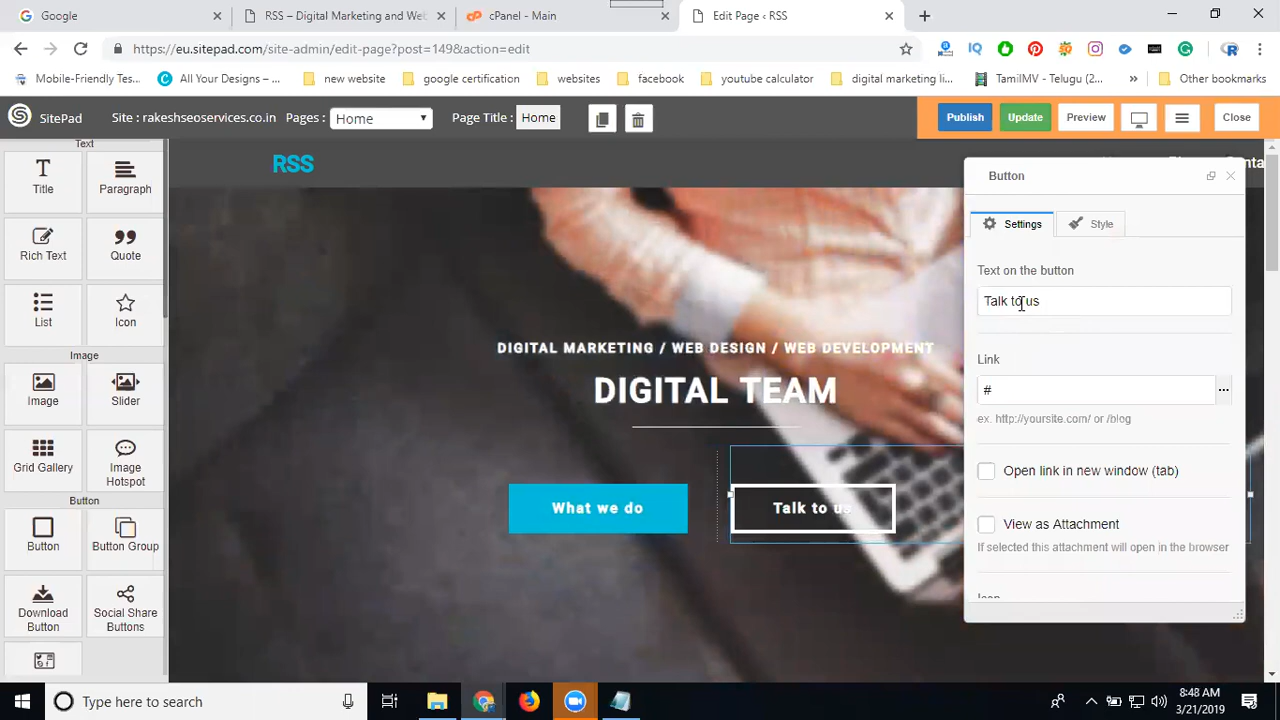 Google
RSS – Digital Marketing and Web
cPanel - Main
Edit Page ‹ RSS
https://eu.sitepad.com/site-admin/edit-page?post=149&action=edit
Mobile-Friendly Tes...
All Your Designs – ...
new website
google certification
websites
facebook
youtube calculator
digital marketing li...
TamilMV - Telugu (2...
Other bookmarks
SitePad
Site : rakeshseoservices.co.in
Pages :
Home
Page Title :
Home
Publish
Update
Preview
Close
Text
Title
Paragraph
Rich Text
Quote
List
Icon
Image
Image
Slider
Grid Gallery
Image Hotspot
Button
Button
Button Group
Download Button
Social Share Buttons
RSS
DIGITAL MARKETING / WEB DESIGN / WEB DEVELOPMENT
DIGITAL TEAM
What we do
Talk to us
Button
Settings
Style
Text on the button
Talk to us
Link
#
ex. http://yoursite.com/ or /blog
Open link in new window (tab)
View as Attachment
If selected this attachment will open in the browser
Type here to search
8:48 AM
3/21/2019